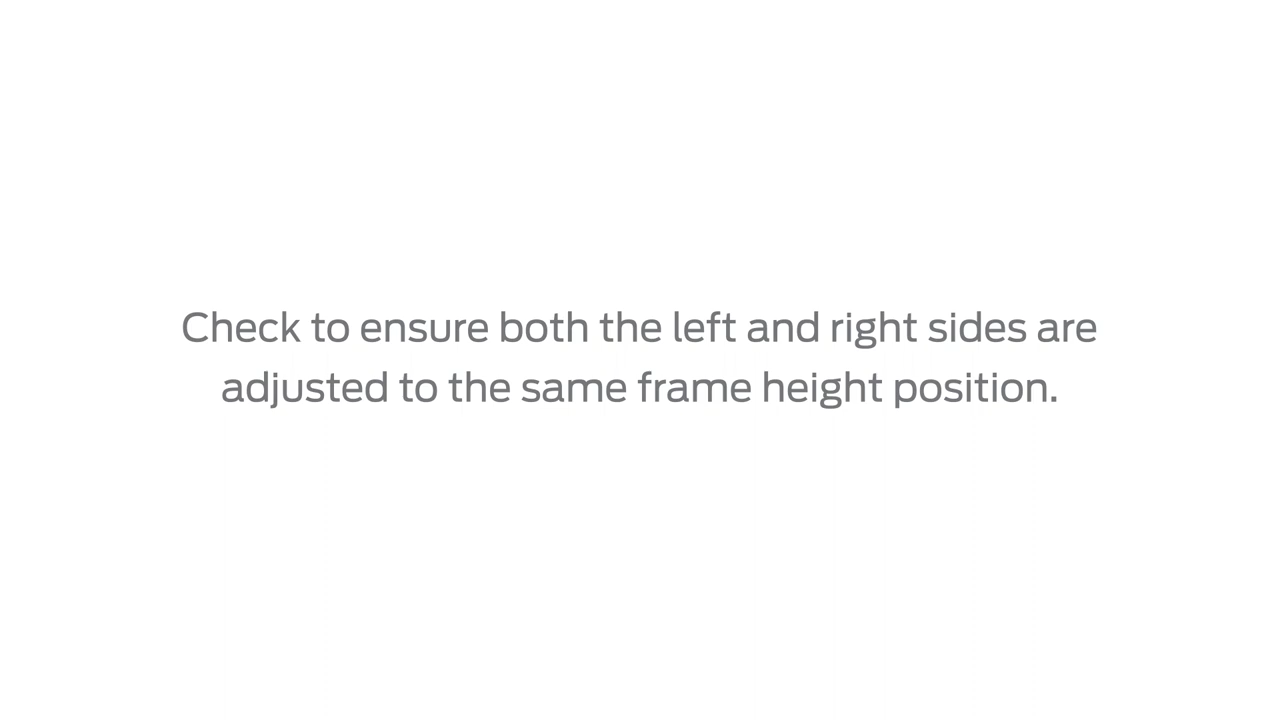 Check to ensure both the left and right sides are
adjusted to the same frame height position.